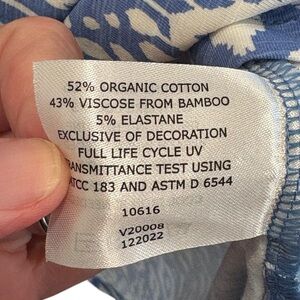 52% ORGANIC COTTON
43% VISCOSE FROM BAMBOO
5% ELASTANE
EXCLUSIVE OF DECORATION
FULL LIFE CYCLE UV
TRANSMITTANCE TEST USING
ATCC 183 AND ASTM D 6544
10616
V20008
122022